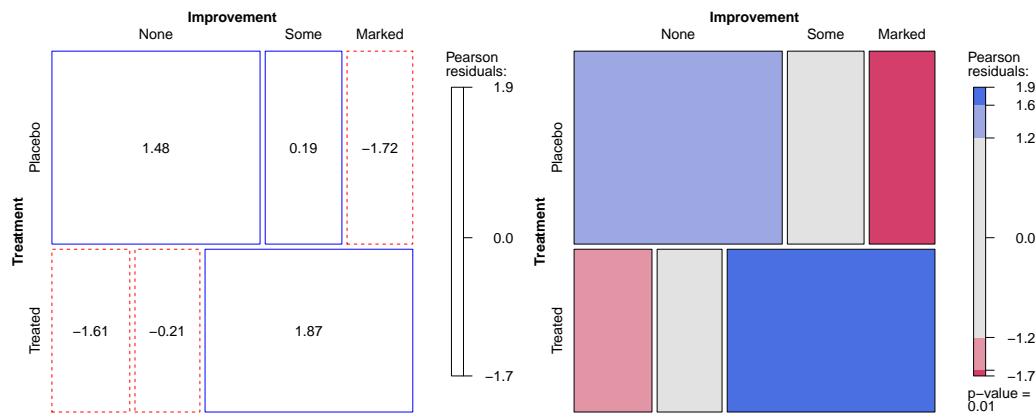 Improvement
None Some Marked
Treatment
Placebo
Treated
1.48 0.19 −1.72
−1.61 −0.21 1.87
Pearson
residuals:
1.9
0.0
−1.7
Improvement
None Some Marked
Treatment
Placebo
Treated
Pearson
residuals:
1.9
1.6
1.2
0.0
−1.2
−1.7
p−value =
0.01